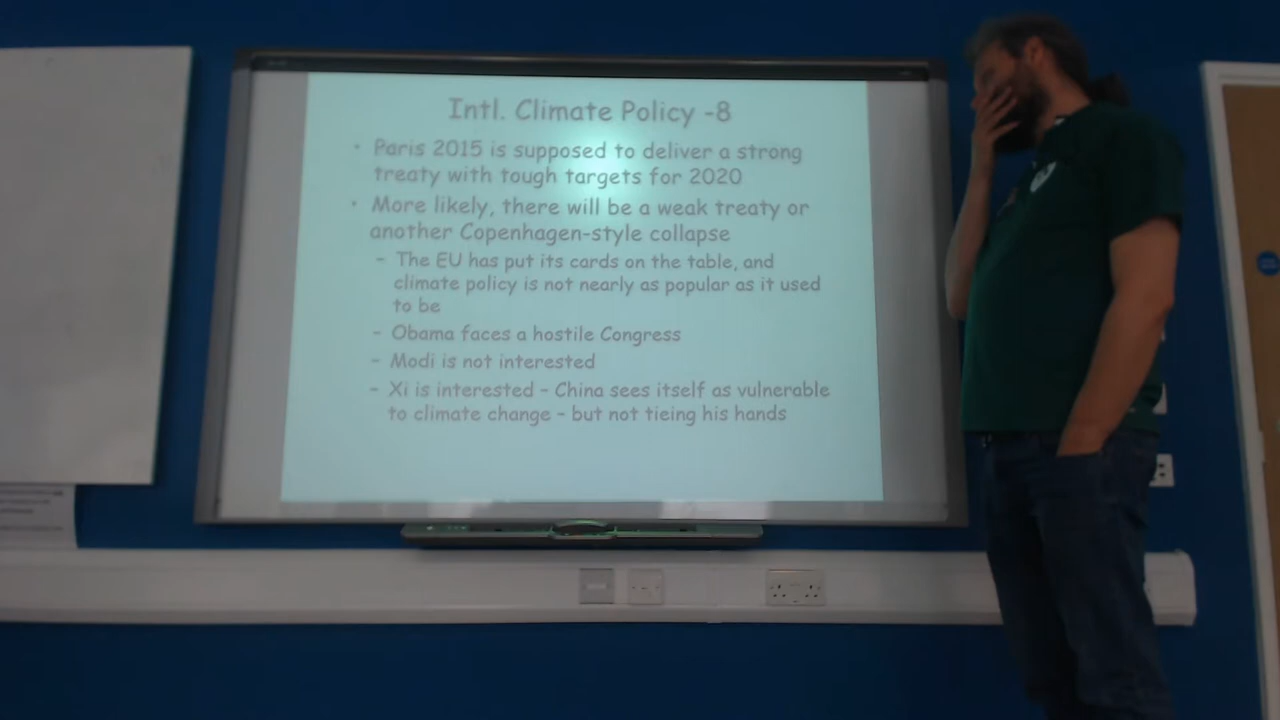 Intl. Climate Policy -8
• Paris 2015 is supposed to deliver a strong
treaty with tough targets for 2020
• More likely, there will be a weak treaty or
another Copenhagen-style collapse
- The EU has put its cards on the table, and
climate policy is not nearly as popular as it used
to be
- Obama faces a hostile Congress
- Modi is not interested
- Xi is interested - China sees itself as vulnerable
to climate change - but not tieing his hands